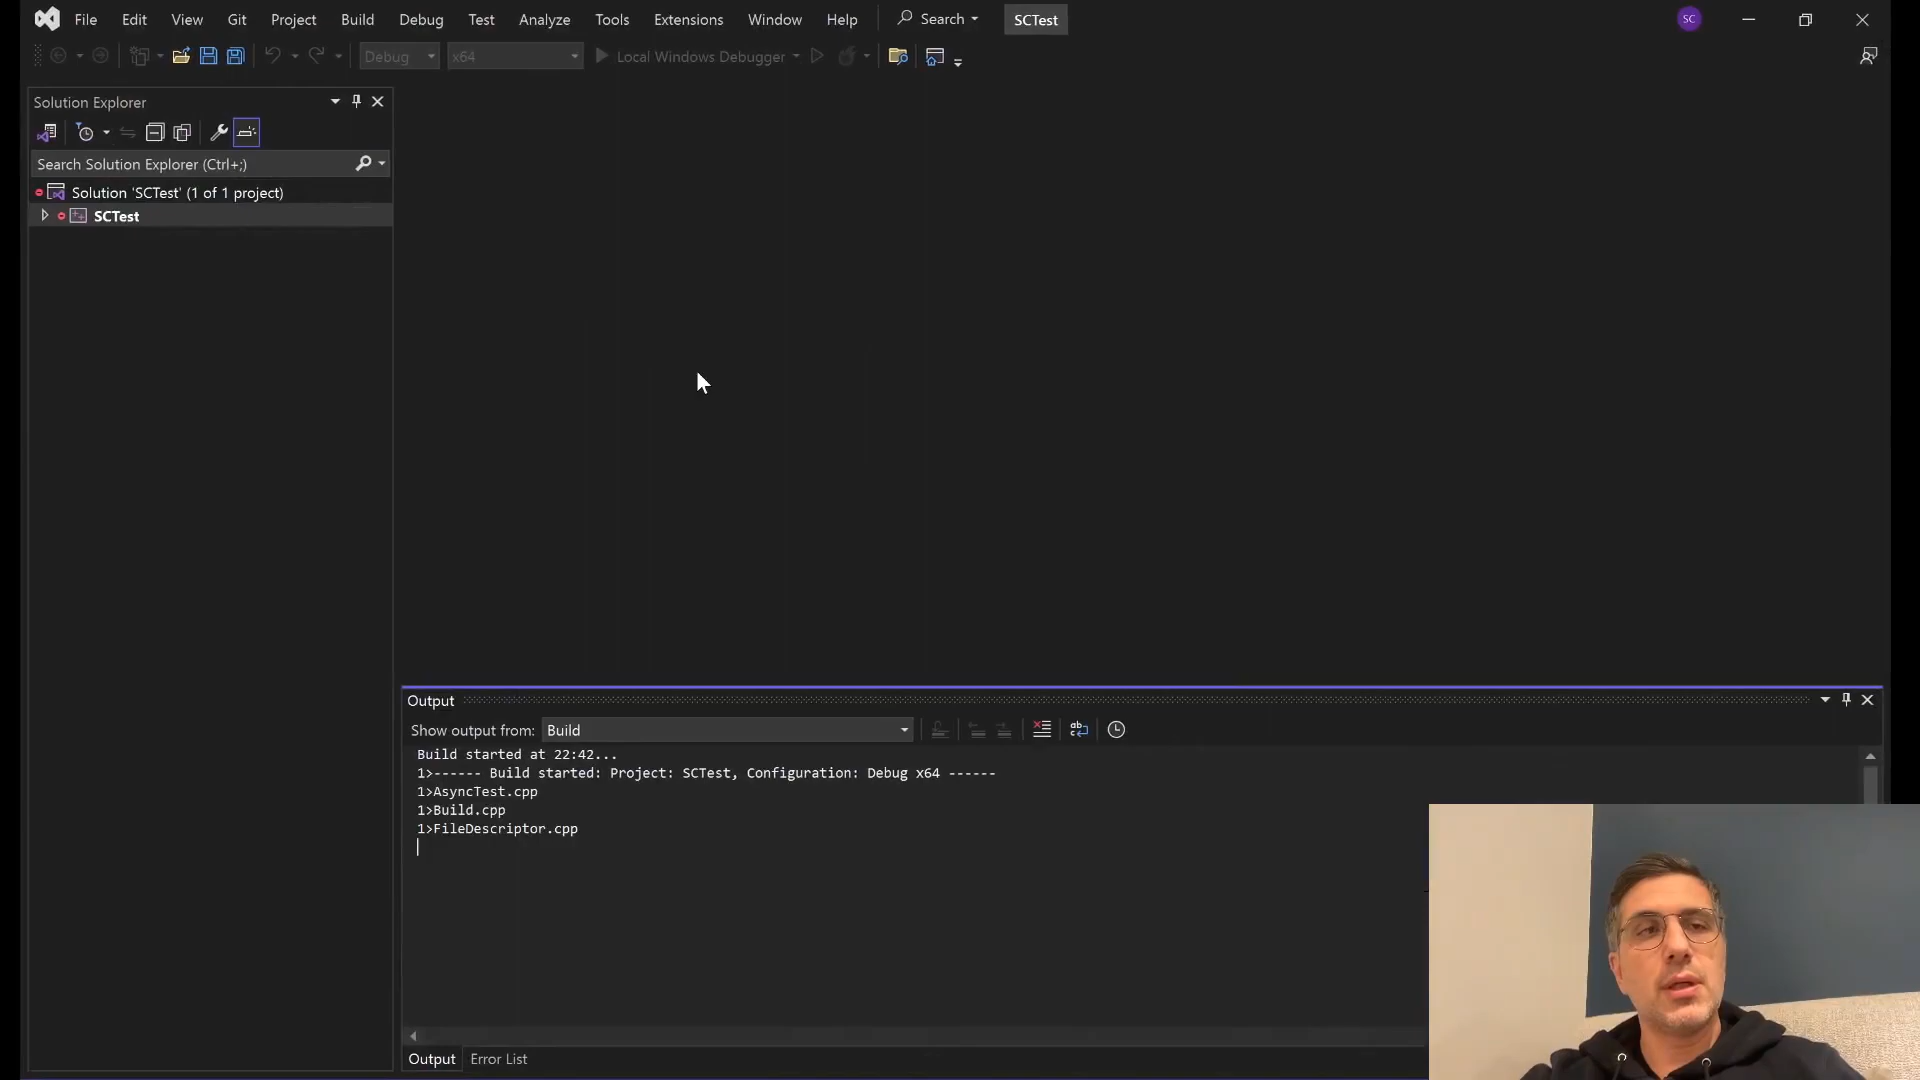 File Edit View Git Project Build Debug Test Analyze Tools Extensions Window Help Search SCTest SC
Debug x64 Local Windows Debugger
Solution Explorer
Search Solution Explorer (Ctrl+;)
Solution 'SCTest' (1 of 1 project)
SCTest
Output
Show output from: Build
Build started at 22:42...
1>------ Build started: Project: SCTest, Configuration: Debug x64 ------
1>AsyncTest.cpp
1>Build.cpp
1>FileDescriptor.cpp
Output Error List